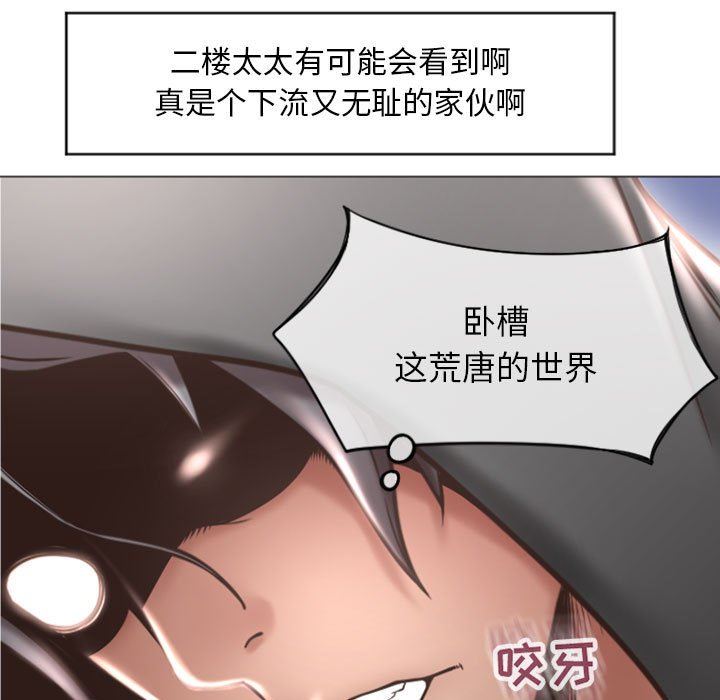 二楼太太有可能会看到啊
真是个下流又无耻的家伙啊
卧槽
这荒唐的世界
咬牙